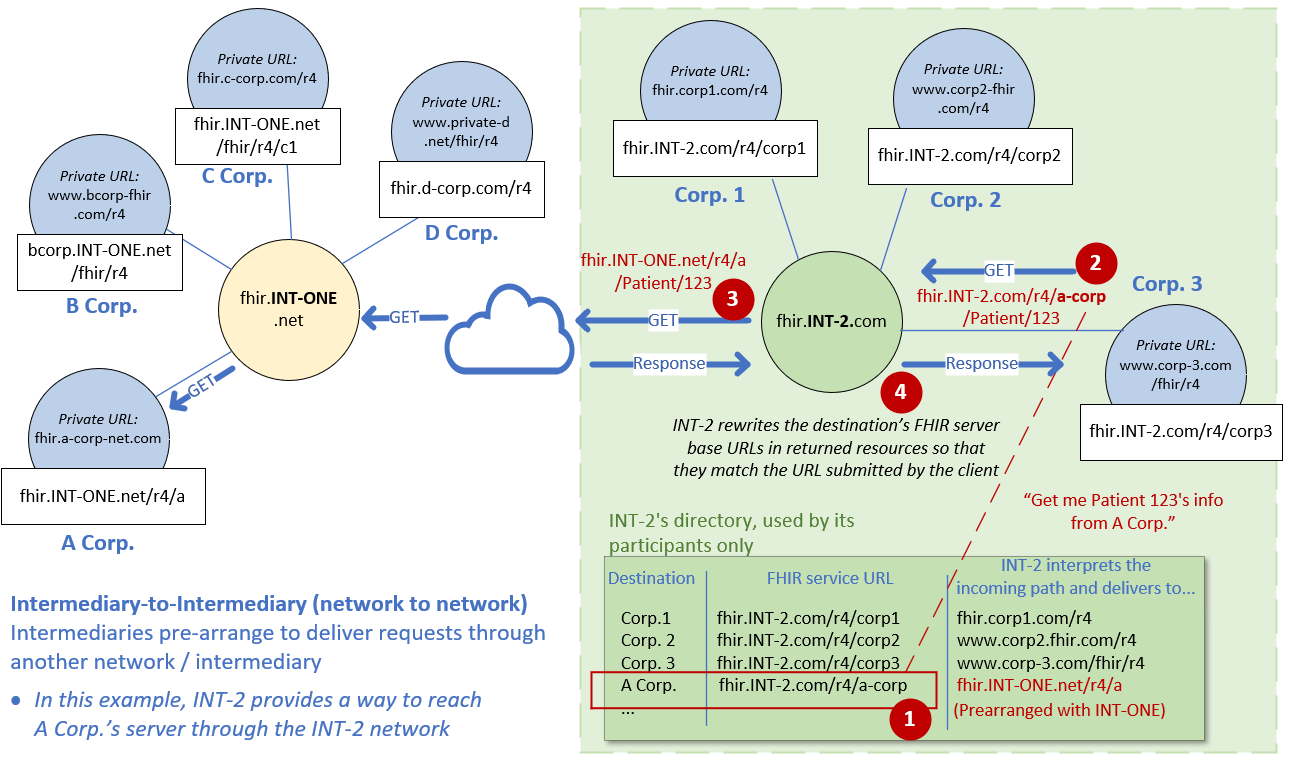 Private URL:
fhir.c-corp.com/r4
fhir.INT-ONE.net
/fhir/r4/c1
C Corp.
Private URL:
www.private-d
.net/fhir/r4
fhir.d-corp.com/r4
D Corp.
Private URL:
www.bcorp-fhir
.com/r4
bcorp.INT-ONE.net
/fhir/r4
B Corp.
fhir.INT-ONE
.net
GET
GET
Private URL:
fhir.a-corp-net.com
fhir.INT-ONE.net/r4/a
A Corp.
Intermediary-to-Intermediary (network to network)
Intermediaries pre-arrange to deliver requests through
another network / intermediary
• In this example, INT-2 provides a way to reach
A Corp.’s server through the INT-2 network
Private URL:
fhir.corp1.com/r4
fhir.INT-2.com/r4/corp1
Corp. 1
Private URL:
www.corp2-fhir
.com/r4
fhir.INT-2.com/r4/corp2
Corp. 2
fhir.INT-ONE.net/r4/a
/Patient/123
3
GET
Response
fhir.INT-2.com
GET
2
fhir.INT-2.com/r4/a-corp
/Patient/123
Response
4
Corp. 3
Private URL:
www.corp-3.com
/fhir/r4
fhir.INT-2.com/r4/corp3
INT-2 rewrites the destination’s FHIR server
base URLs in returned resources so that
they match the URL submitted by the client
“Get me Patient 123's info
from A Corp.”
INT-2's directory, used by its
participants only
Destination FHIR service URL INT-2 interprets the
incoming path and delivers to...
Corp.1 fhir.INT-2.com/r4/corp1 fhir.corp1.com/r4
Corp. 2 fhir.INT-2.com/r4/corp2 www.corp2.fhir.com/r4
Corp. 3 fhir.INT-2.com/r4/corp3 www.corp-3.com/fhir/r4
A Corp. fhir.INT-2.com/r4/a-corp fhir.INT-ONE.net/r4/a
... (Prearranged with INT-ONE)
1